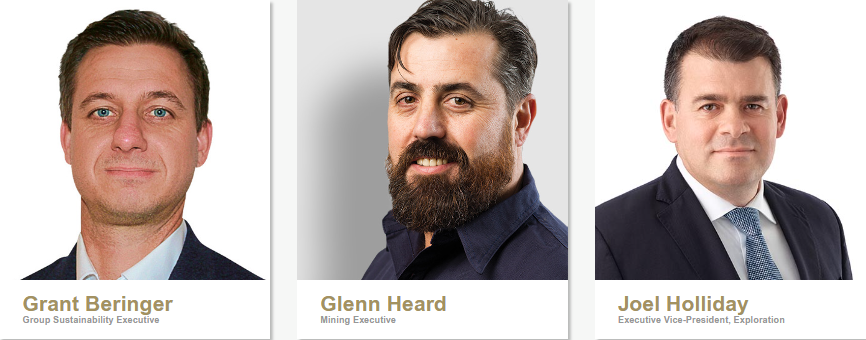 Grant Beringer
Group Sustainability Executive
Glenn Heard
Mining Executive
Joel Holliday
Executive Vice-President, Exploration